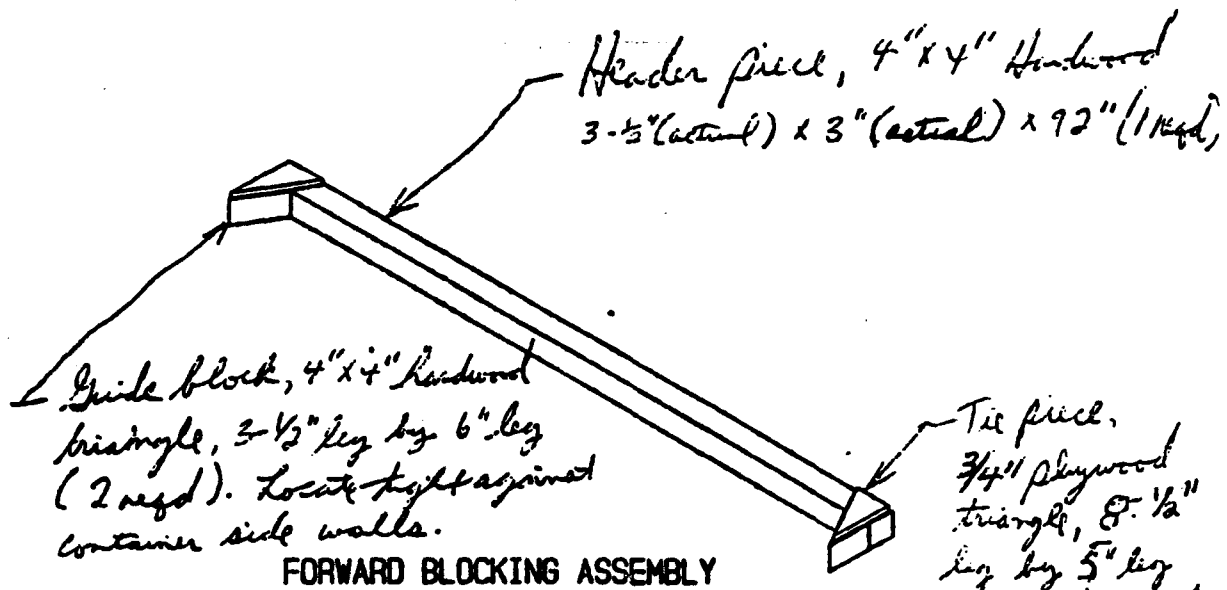 Header piece, 4" x 4" Hardwood
3-½" (actual) x 3" (actual) x 92" (1 reqd,
Guide block, 4" x 4" hardwood
triangle, 3-1/2" leg by 6" leg
(2 reqd). Locate tight against
container side walls.
Tie piece,
3/4" plywood
triangle, 8-1/2"
leg by 5" leg
FORWARD BLOCKING ASSEMBLY